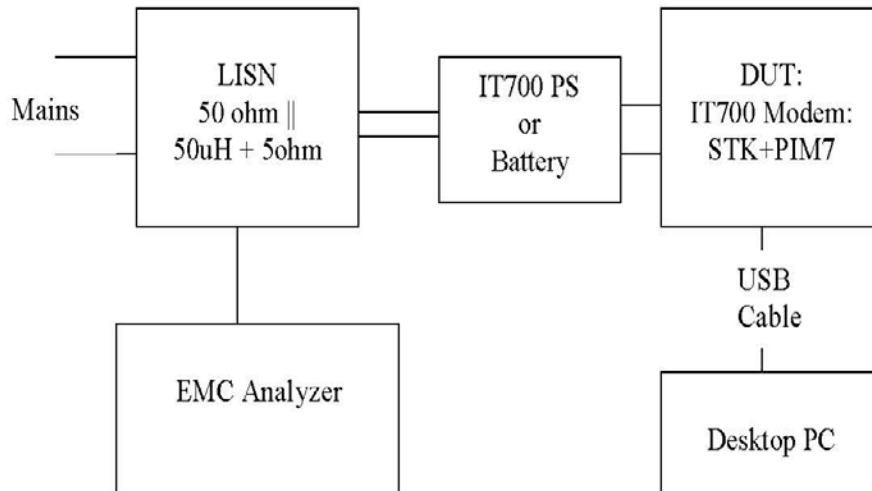 Mains
LISN
50 ohm ||
50uH + 5ohm
IT700 PS
or
Battery
DUT:
IT700 Modem:
STK+PIM7
USB
Cable
EMC Analyzer
Desktop PC